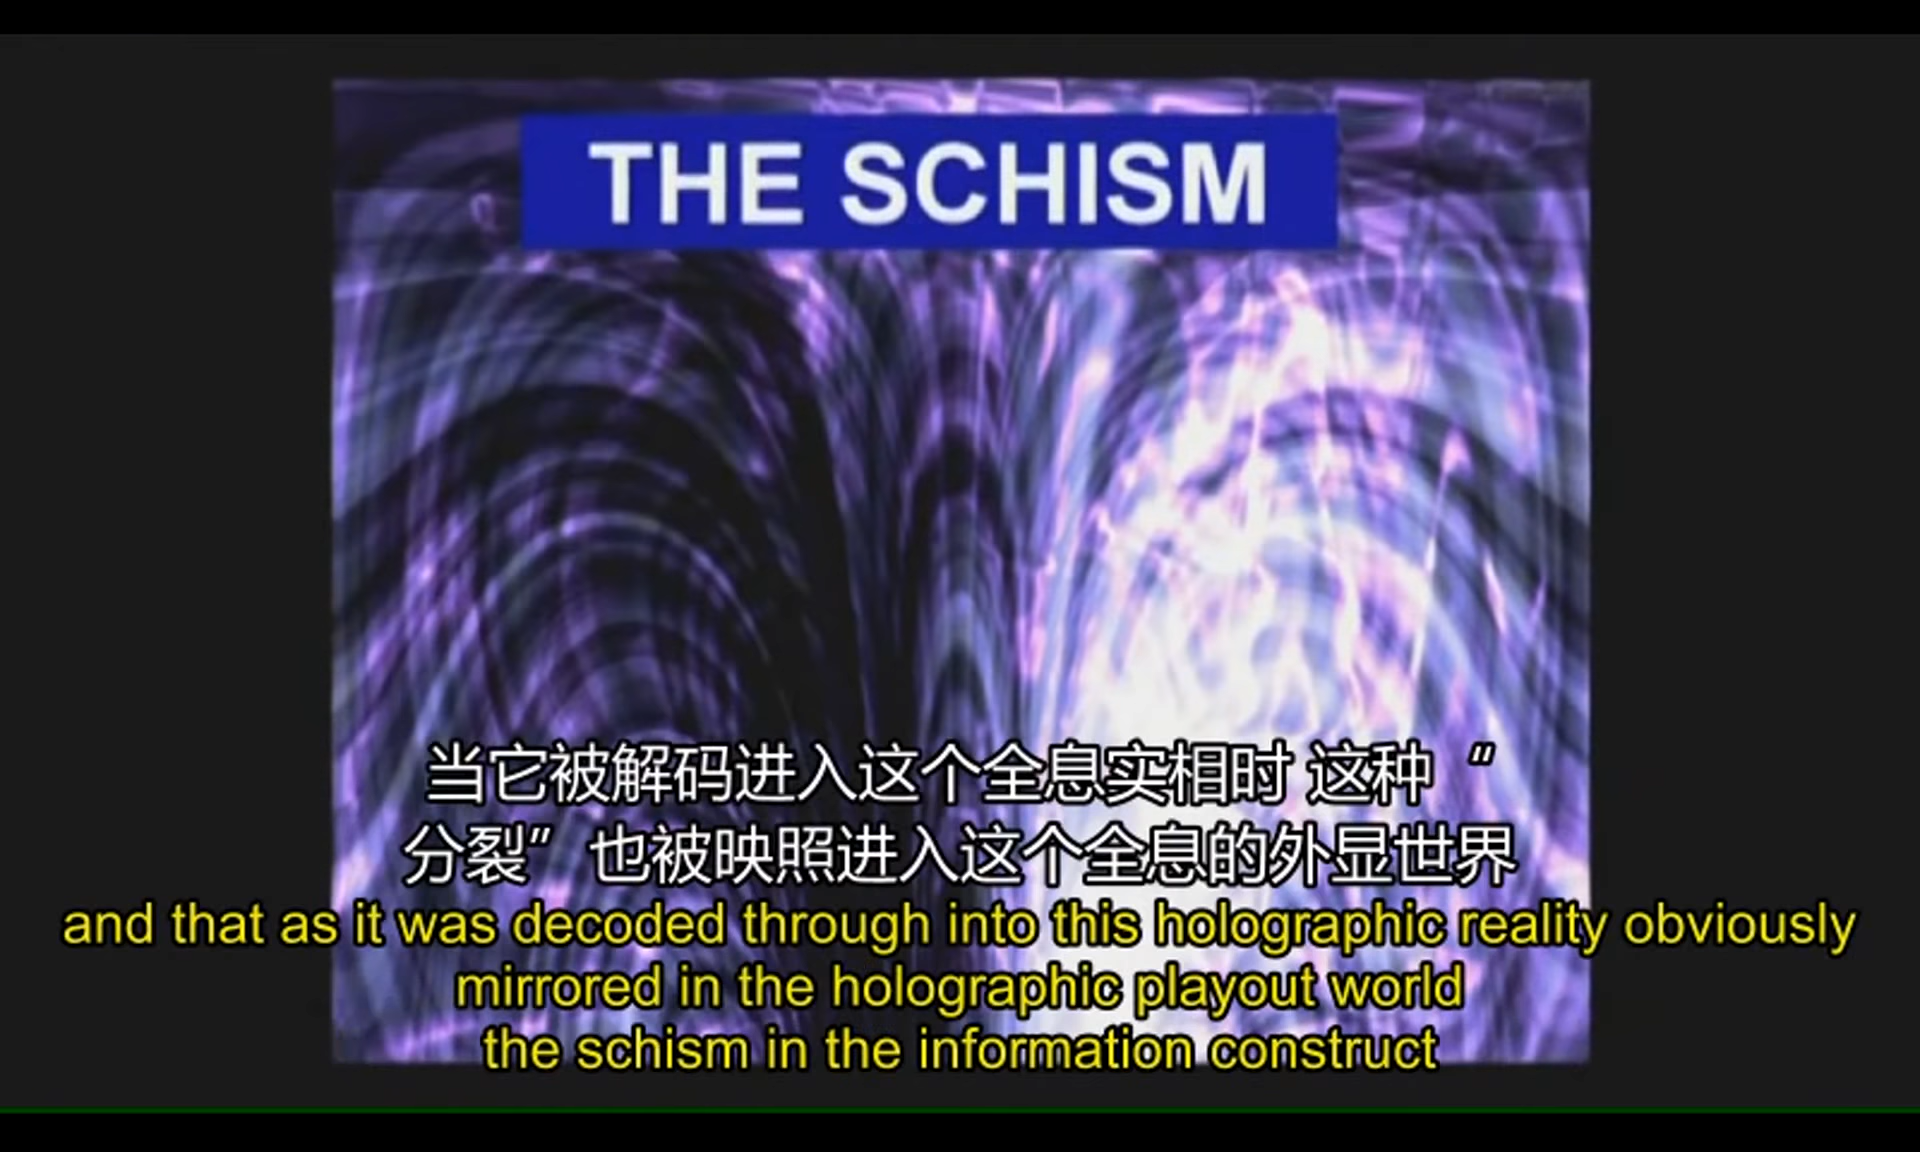 THE SCHISM
当它被解码进入这个全息实相时 这种“
分裂”也被映照进入这个全息的外显世界
and that as it was decoded through into this holographic reality obviously
mirrored in the holographic playout world
the schism in the information construct